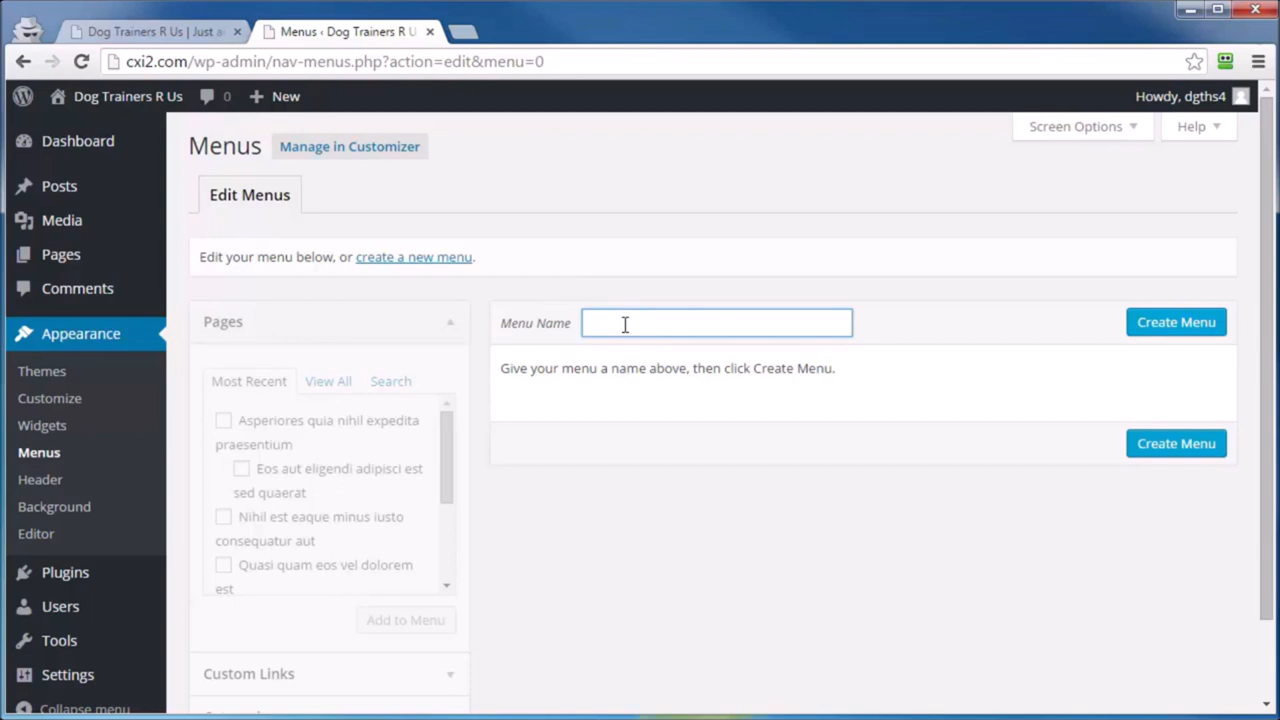 Dog Trainers R Us | Just a
Menus ‹ Dog Trainers R U
cxi2.com/wp-admin/nav-menus.php?action=edit&menu=0
Dog Trainers R Us 0 New Howdy, dgths4
Screen Options Help
Dashboard
Posts
Media
Pages
Comments
Appearance
Themes
Customize
Widgets
Menus
Header
Background
Editor
Plugins
Users
Tools
Settings
Collapse menu
Menus Manage in Customizer
Edit Menus
Edit your menu below, or create a new menu.
Pages
Most Recent View All Search
Asperiores quia nihil expedita
praesentium
Eos aut eligendi adipisci est
sed quaerat
Nihil est eaque minus iusto
consequatur aut
Quasi quam eos vel dolorem
est
Add to Menu
Custom Links
Menu Name Create Menu
Give your menu a name above, then click Create Menu.
Create Menu